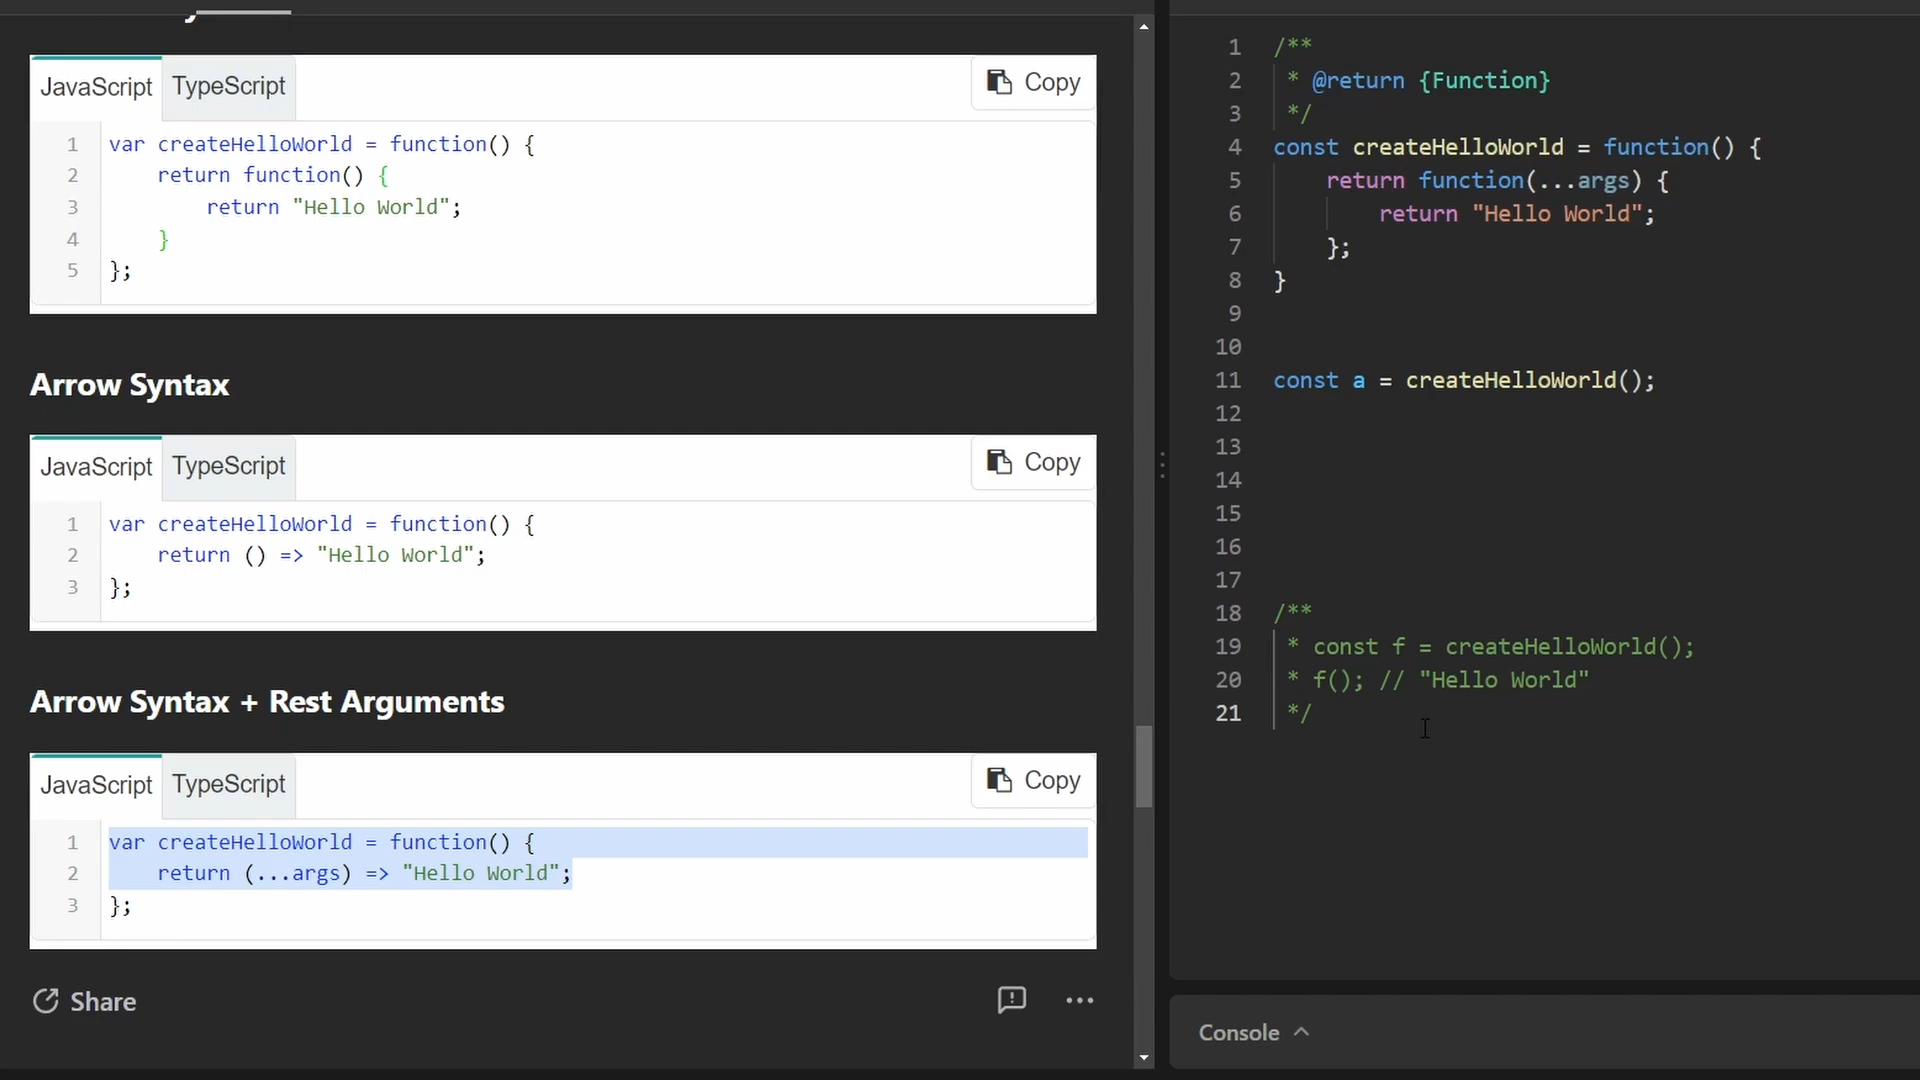 JavaScript
TypeScript
Copy
1 var createHelloWorld = function() {
2 return function() {
3 return "Hello World";
4 }
5 };
Arrow Syntax
JavaScript
TypeScript
Copy
1 var createHelloWorld = function() {
2 return () => "Hello World";
3 };
Arrow Syntax + Rest Arguments
JavaScript
TypeScript
Copy
1 var createHelloWorld = function() {
2 return (...args) => "Hello World";
3 };
Share
1 /**
2 * @return {Function}
3 */
4 const createHelloWorld = function() {
5 return function(...args) {
6 return "Hello World";
7 };
8 }
9
10
11 const a = createHelloWorld();
12
13
14
15
16
17
18 /**
19 * const f = createHelloWorld();
20 * f(); // "Hello World"
21 */
Console